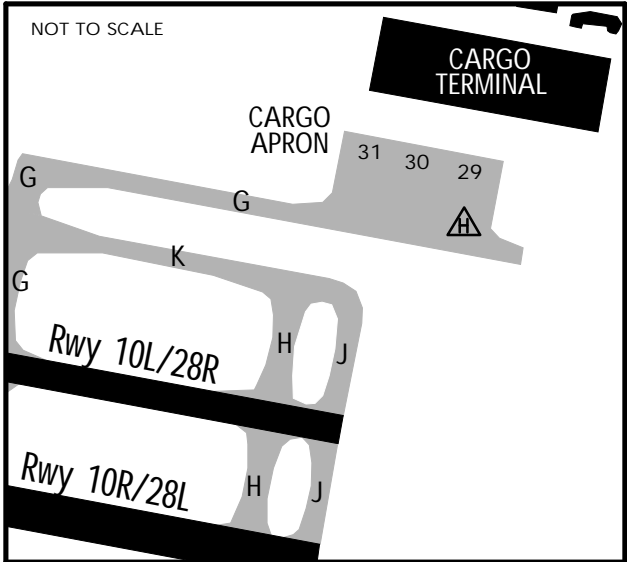 NOT TO SCALE
CARGO
TERMINAL
CARGO
APRON
31 30 29
G
G
H
K
G
Rwy 10L/28R
H
J
Rwy 10R/28L
H
J